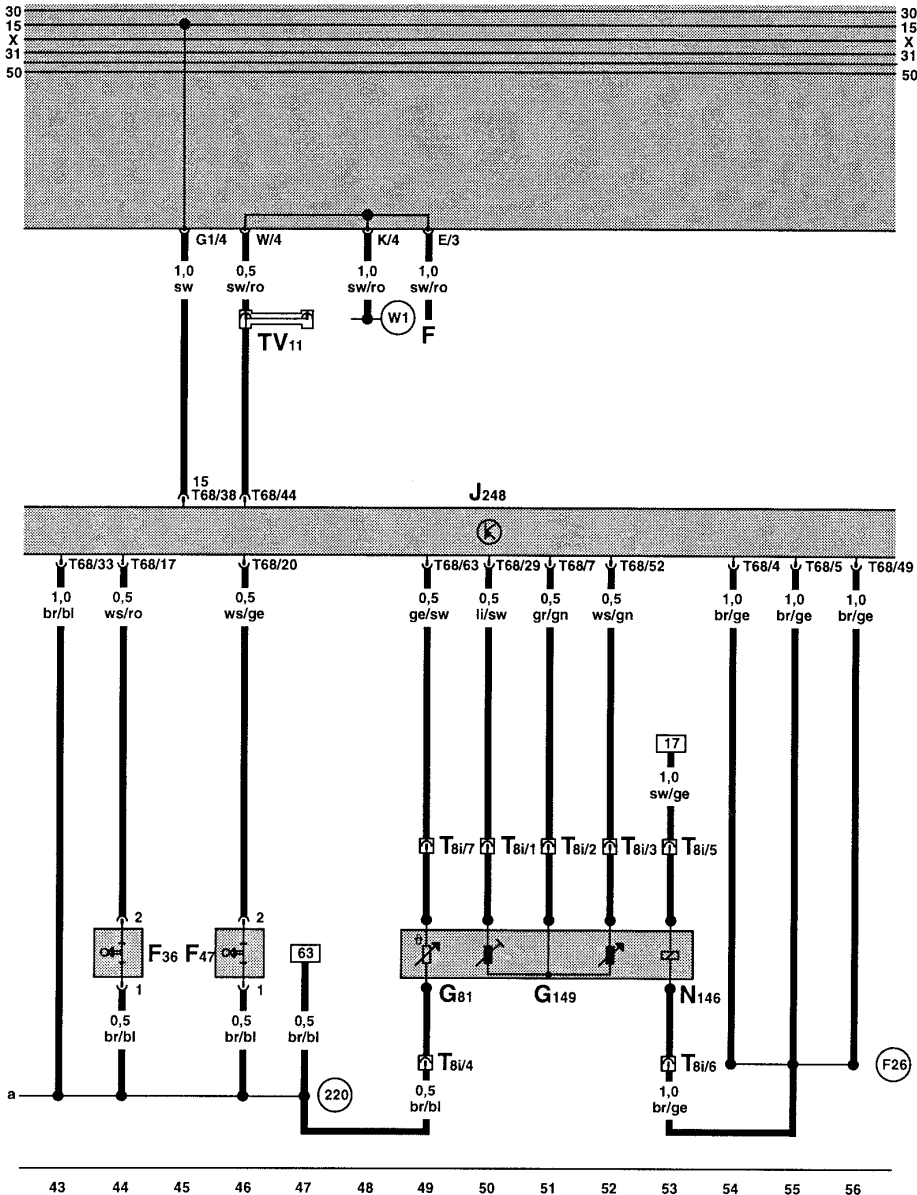 30 30
15 15
X X
31 31
50 50
G1/4 W/4 K/4 E/3
1,0 0,5 1,0 1,0
sw sw/ro sw/ro sw/ro
W1
TV11 F
15
T68/38 T68/44 J248
K
T68/33 T68/17 T68/20 T68/63 T68/29 T68/7 T68/52 T68/4 T68/5 T68/49
1,0 0,5 0,5 0,5 0,5 0,5 0,5 1,0 1,0 1,0
br/bl ws/ro ws/ge ge/sw li/sw gr/gn ws/gn br/ge br/ge br/ge
17
1,0
sw/ge
T8i/7 T8i/1 T8i/2 T8i/3 T8i/5
2 2
F36 F47 63
ϑ
1 1 G81 G149 N146
0,5 0,5 0,5
br/bl br/bl br/bl
T8i/4 T8i/6 F26
a 220 0,5 1,0
br/bl br/ge
43 44 45 46 47 48 49 50 51 52 53 54 55 56